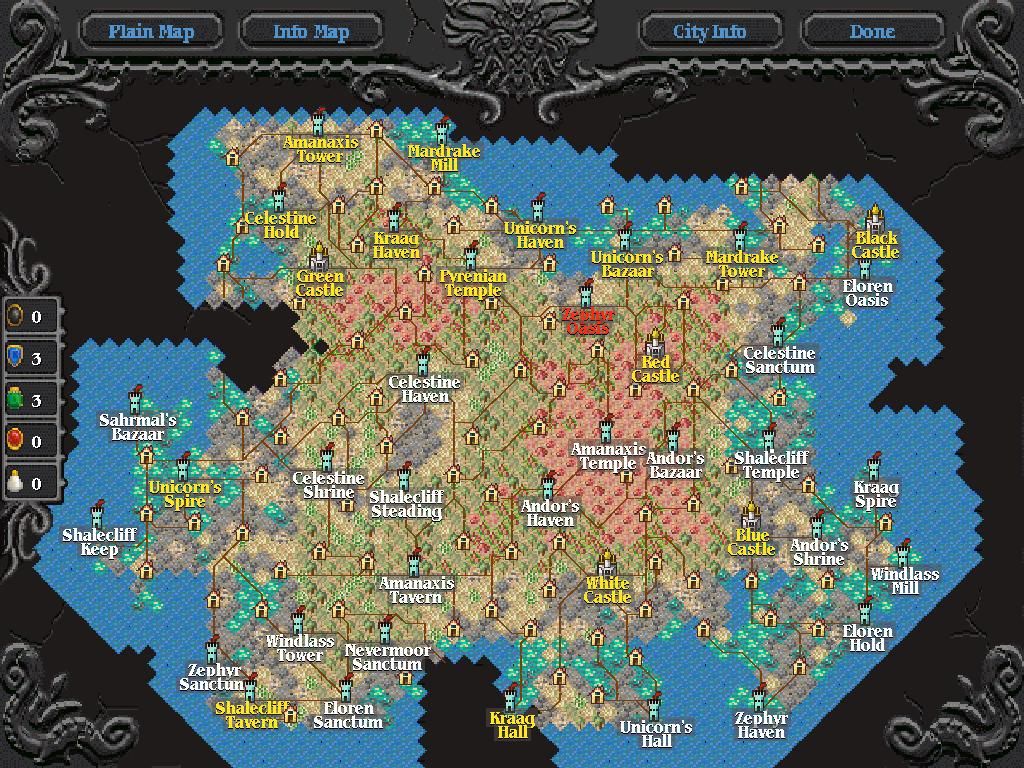 Plain Map
Info Map
City Info
Done
Amanaxis
Tower
Mardrake
Mill
Celestine
Hold
Kraag
Haven
Unicorn's
Haven
Unicorn's
Bazaar
Mardrake
Tower
Black
Castle
Green
Castle
Pyrenian
Temple
Eloren
Oasis
0
3
3
0
0
Zephyr
Oasis
Red
Castle
Celestine
Sanctum
Celestine
Haven
Sahrmal's
Bazaar
Amanaxis
Temple
Andor's
Bazaar
Shalecliff
Temple
Unicorn's
Spire
Celestine
Shrine
Shalecliff
Steading
Kraag
Spire
Andor's
Haven
Shalecliff
Keep
Blue
Castle
Andor's
Shrine
Windlass
Mill
Amanaxis
Tavern
White
Castle
Windlass
Tower
Nevermoor
Sanctum
Eloren
Hold
Zephyr
Sanctum
Shalecliff
Tavern
Eloren
Sanctum
Kraag
Hall
Unicorn's
Hall
Zephyr
Haven